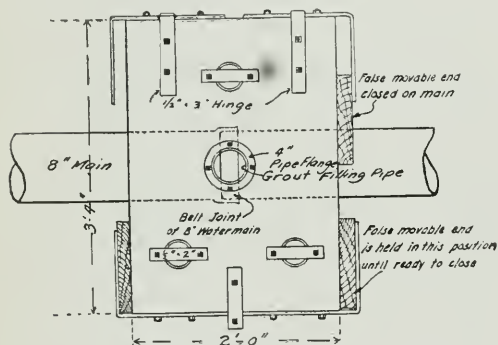 False movable end
closed on main
½" × 3" Hinge
8" Main
4"
Pipe Flange
Grout Filling Pipe
Belt Joint
of 8" Watermain
3'.4"
False movable end
is held in this position
until ready to close
2'-0"